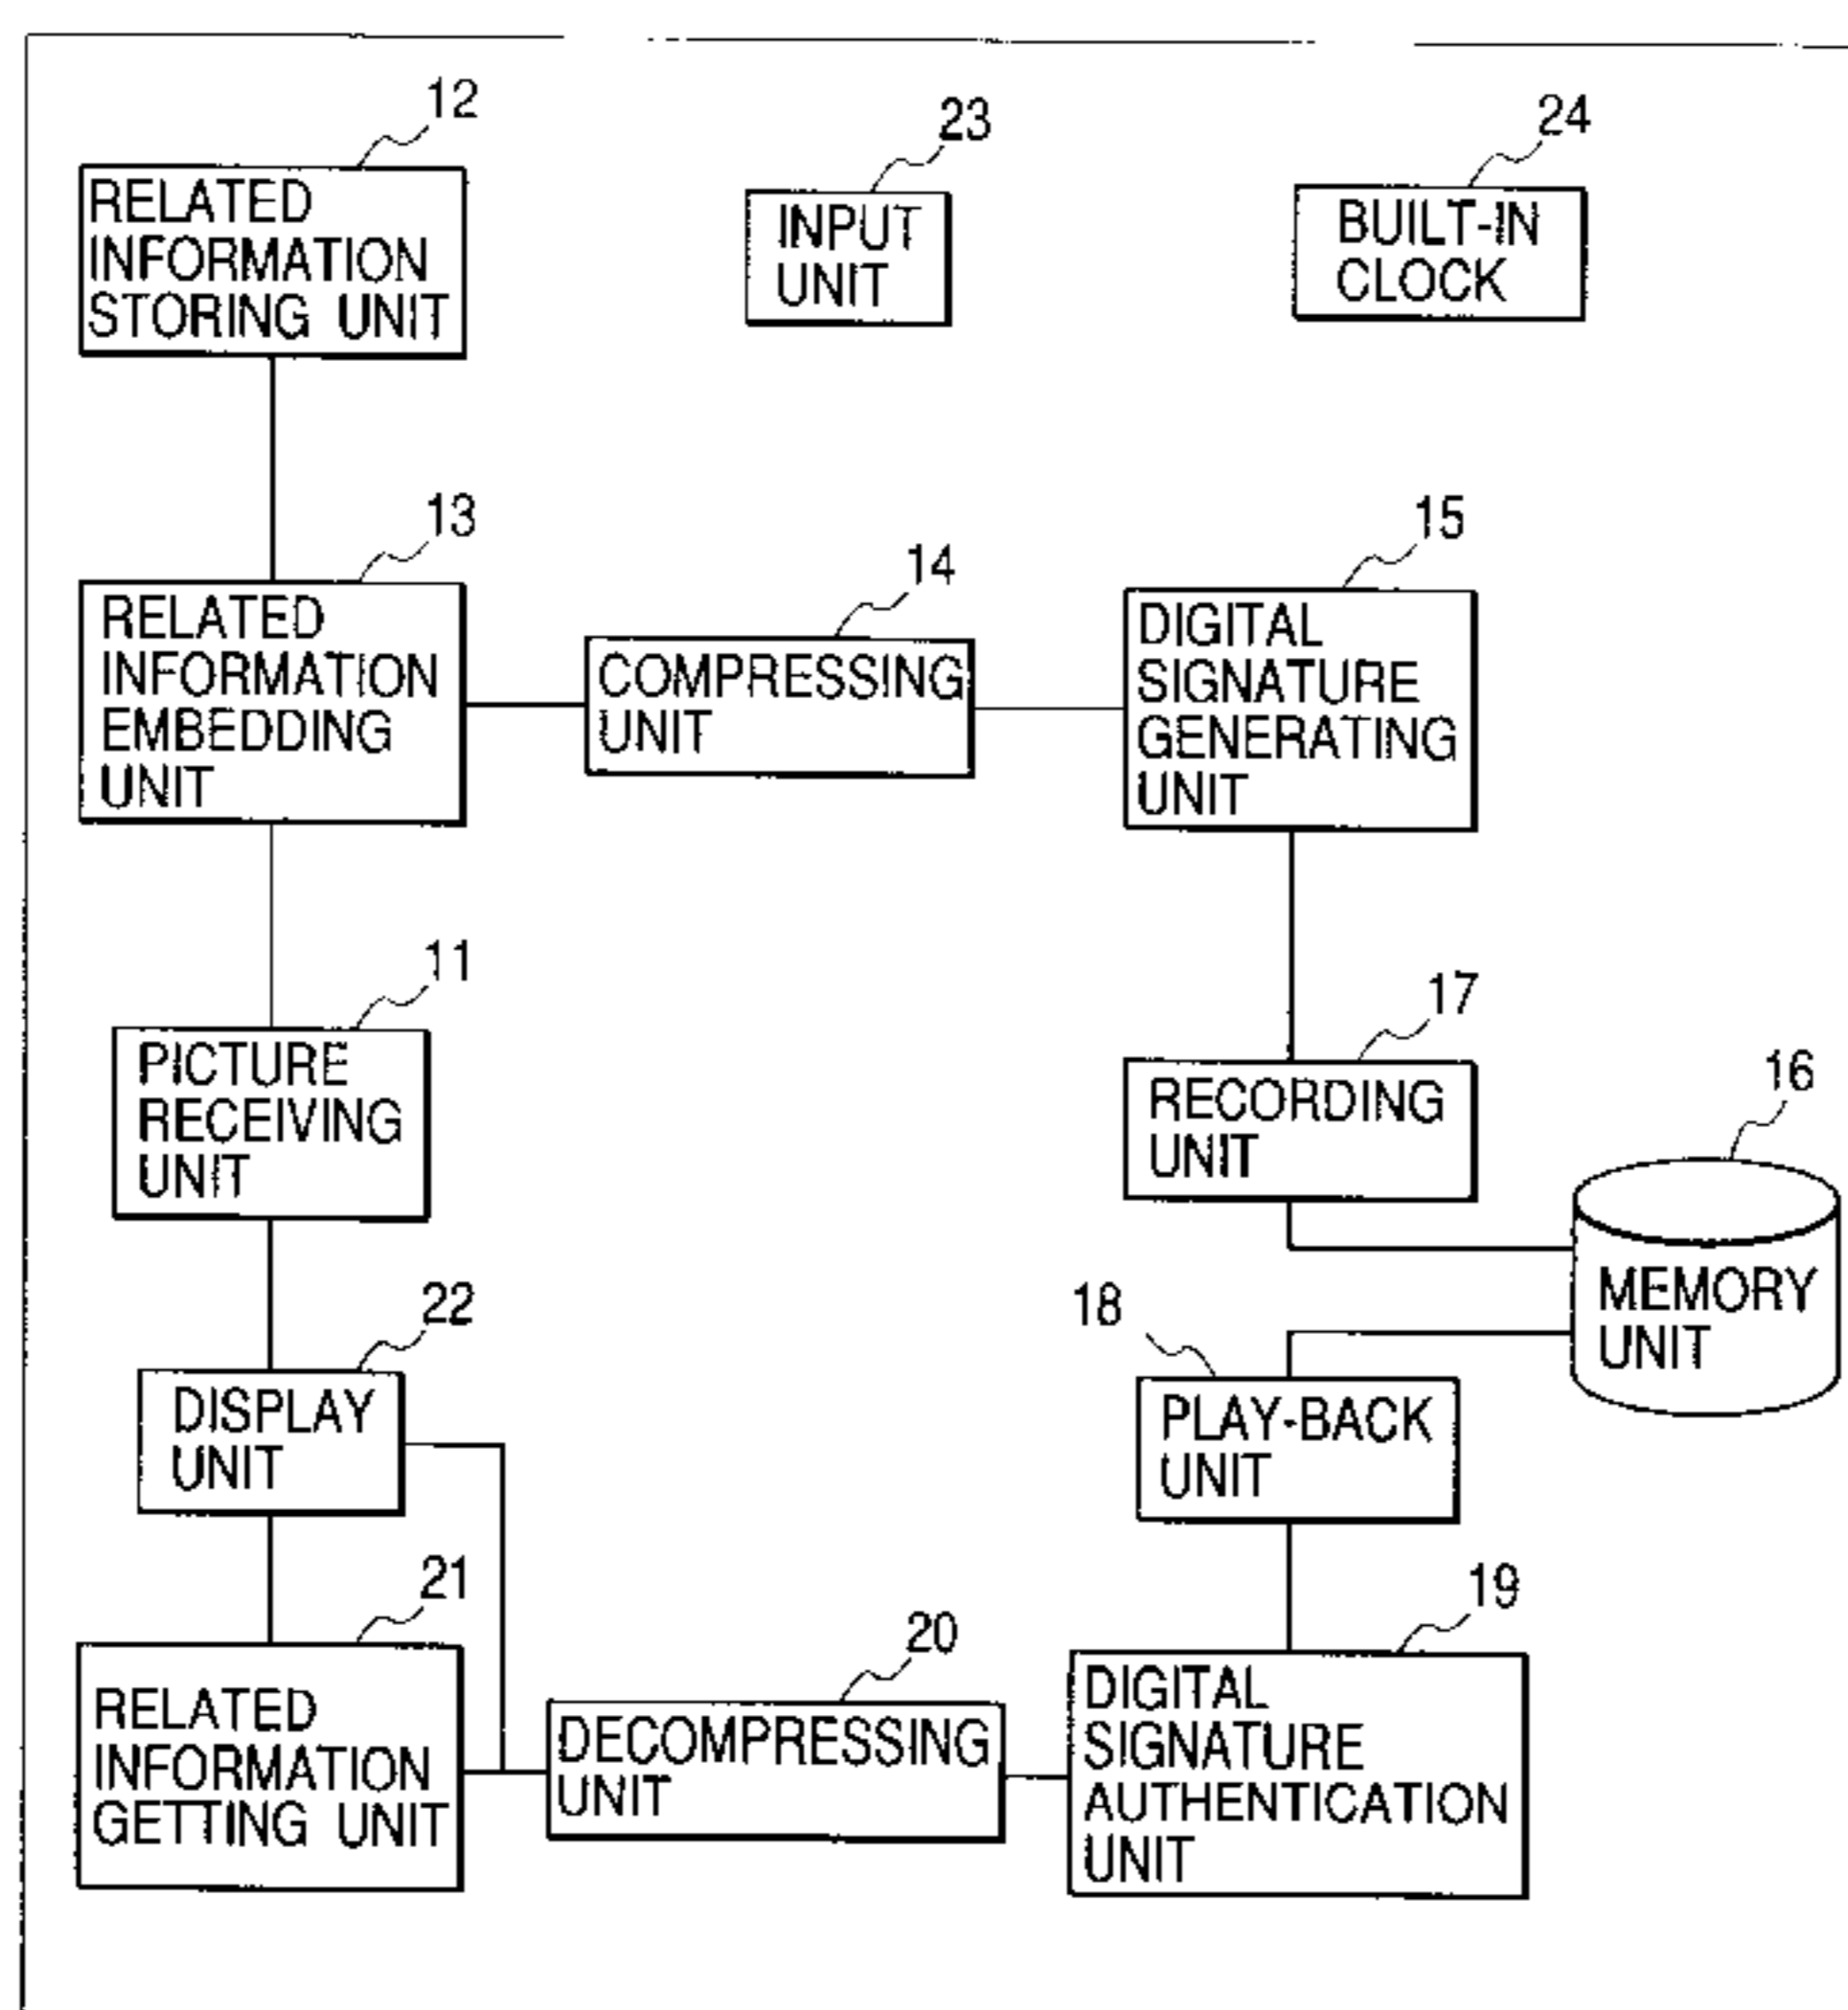 12
RELATED
INFORMATION
STORING UNIT
23
INPUT
UNIT
24
BUILT-IN
CLOCK
13
RELATED
INFORMATION
EMBEDDING
UNIT
14
COMPRESSING
UNIT
15
DIGITAL
SIGNATURE
GENERATING
UNIT
11
PICTURE
RECEIVING
UNIT
17
RECORDING
UNIT
16
MEMORY
UNIT
22
DISPLAY
UNIT
18
PLAY-BACK
UNIT
21
RELATED
INFORMATION
GETTING UNIT
20
DECOMPRESSING
UNIT
19
DIGITAL
SIGNATURE
AUTHENTICATION
UNIT